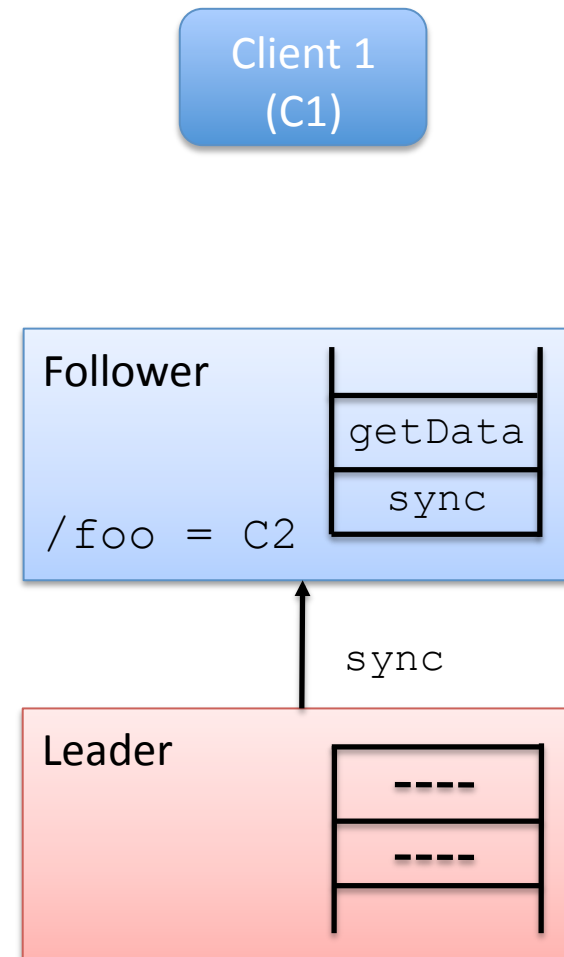 Client 1
(C1)
Follower
getData
sync
/foo = C2
sync
Leader
----
----